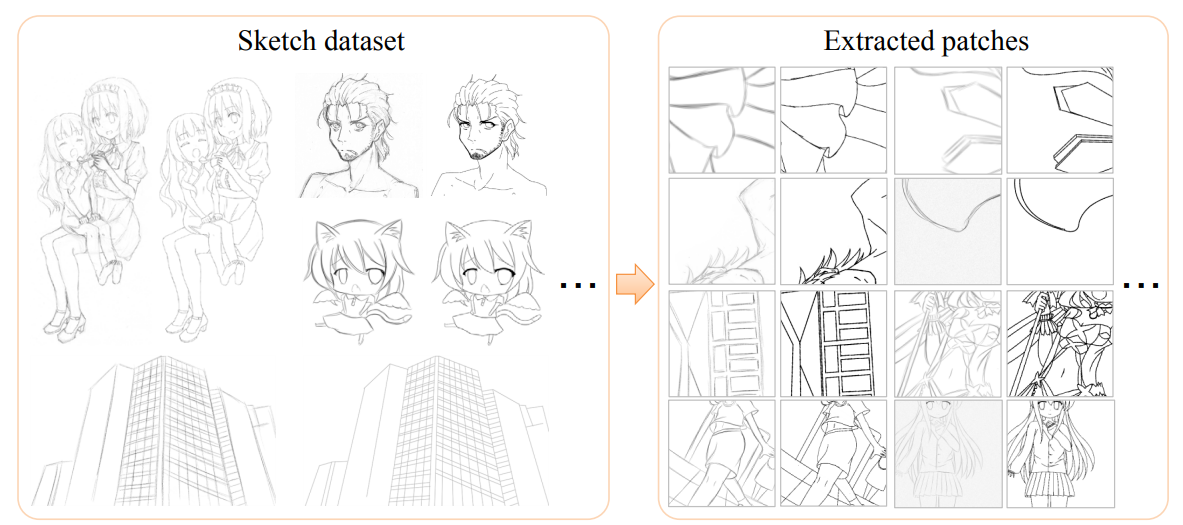 Sketch dataset
Extracted patches
...
...